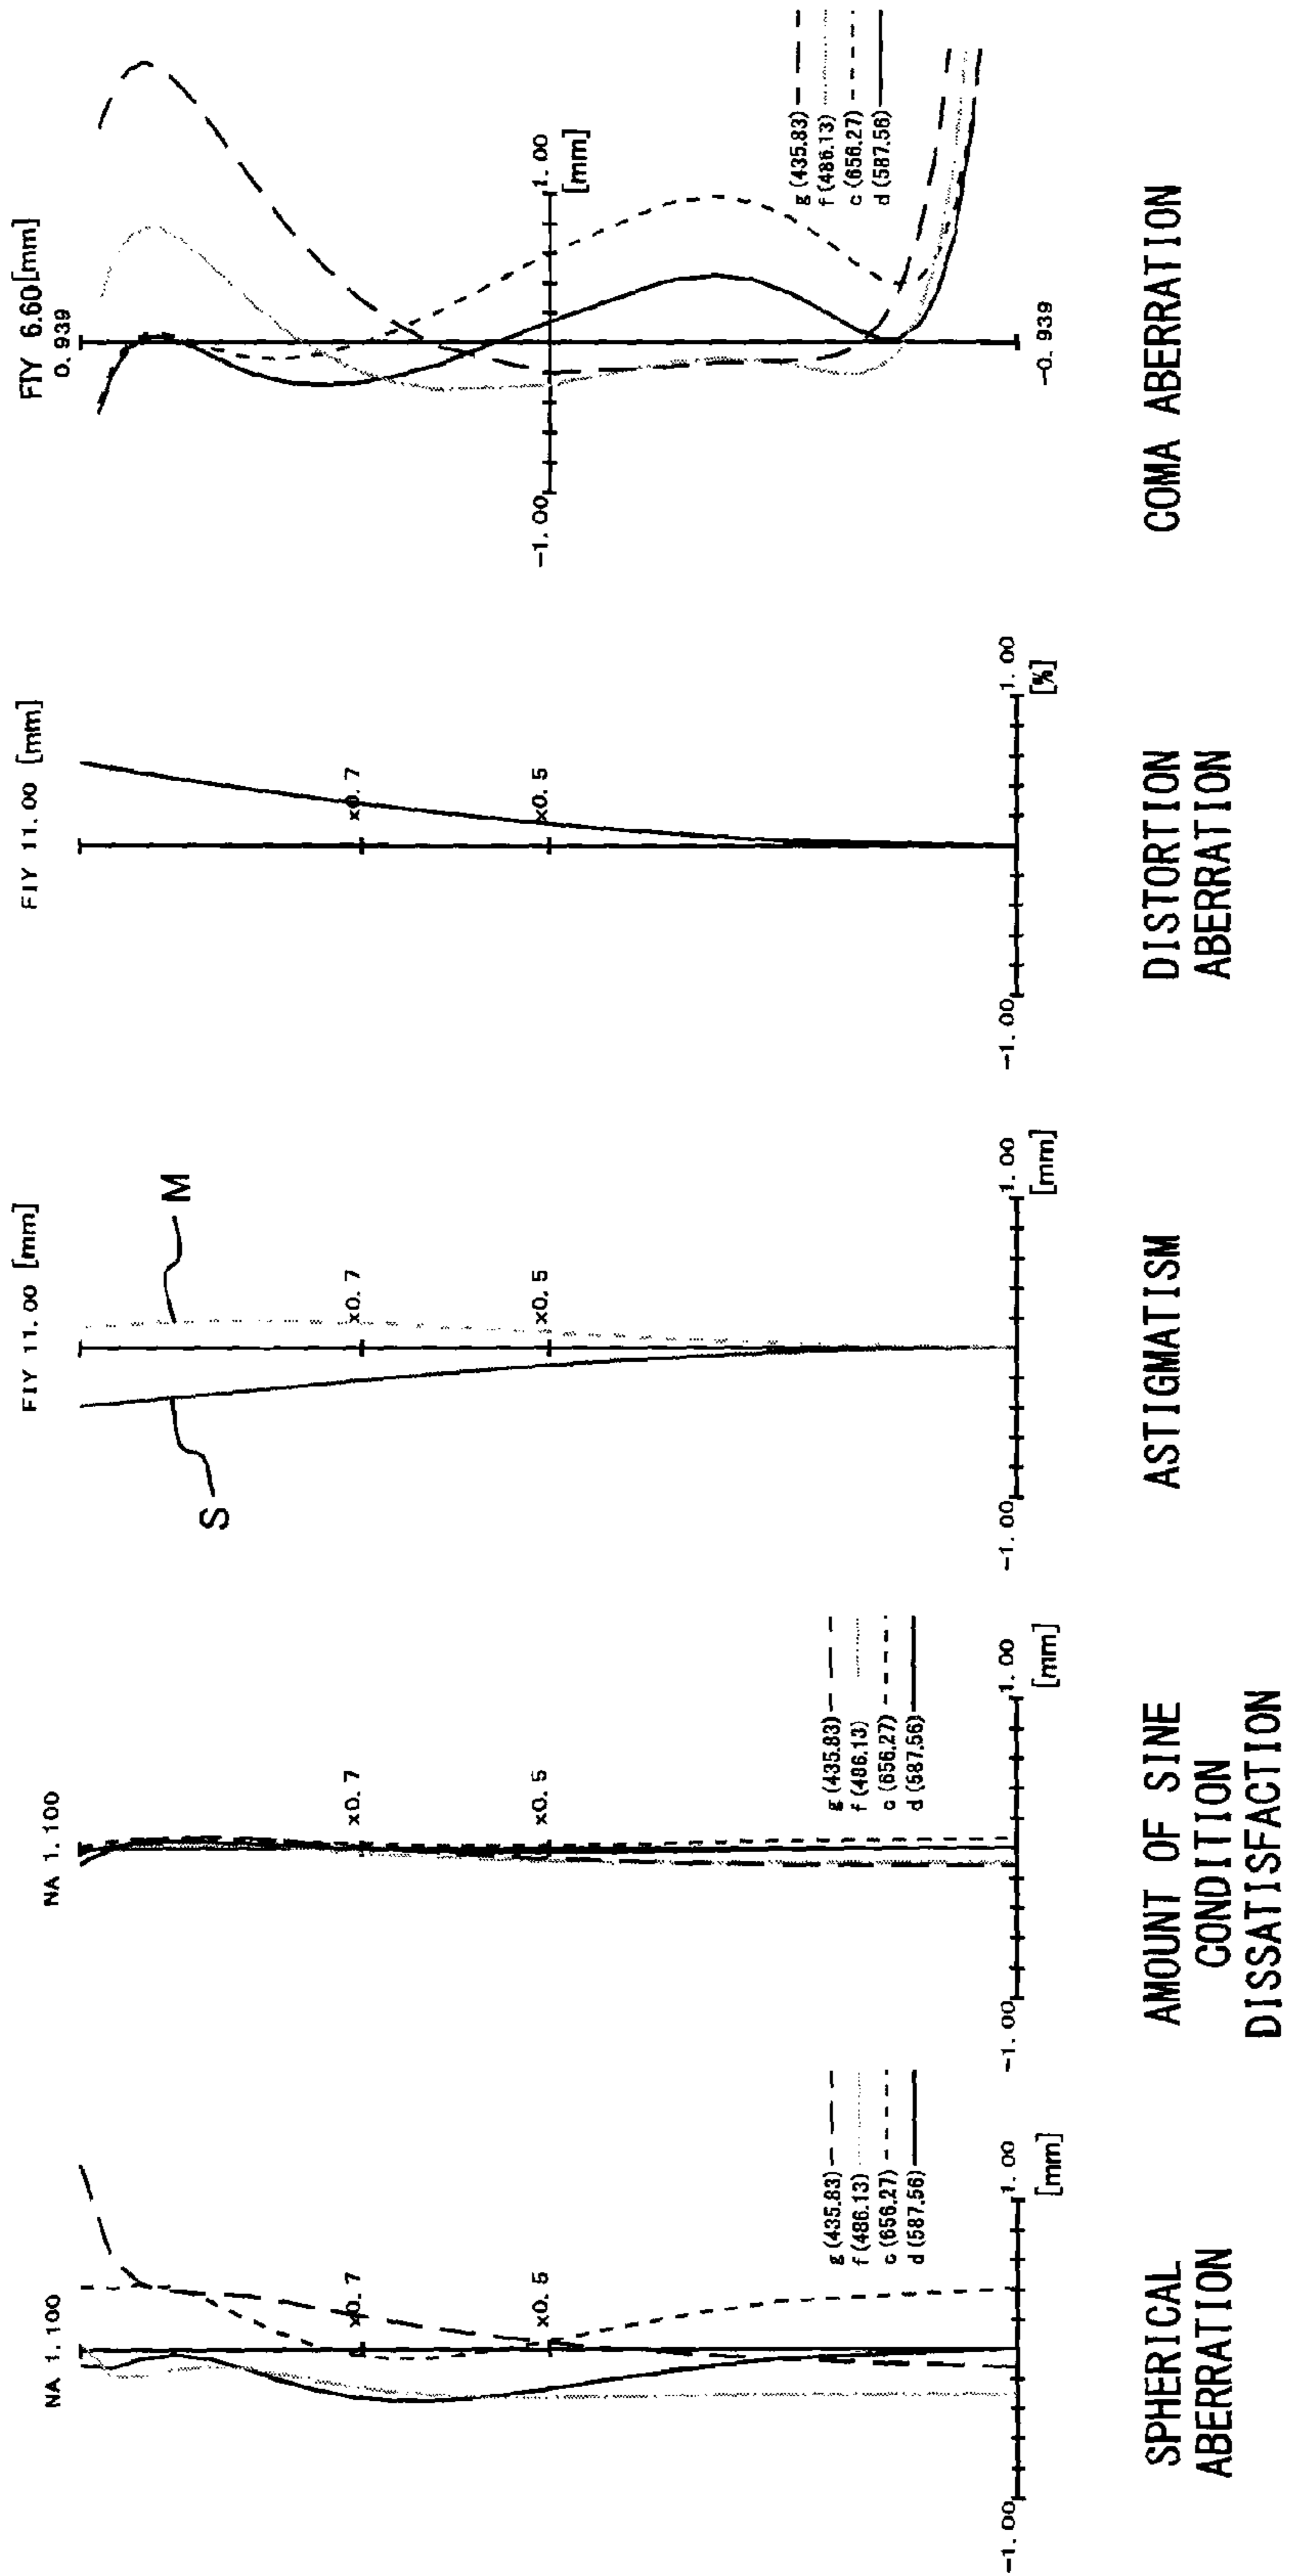 NA 1.100
x0.7
x0.5
g (435.83)
f (486.13)
c (656.27)
d (587.56)
-1.00
1.00
[mm]
SPHERICAL
ABERRATION
NA 1.100
x0.7
x0.5
g (435.83)
f (486.13)
c (656.27)
d (587.56)
-1.00
1.00
[mm]
AMOUNT OF SINE
CONDITION
DISSATISFACTION
FIY 11.00 [mm]
S
M
x0.7
x0.5
-1.00
1.00
[mm]
ASTIGMATISM
FIY 11.00 [mm]
x0.7
x0.5
-1.00
1.00
[%]
DISTORTION
ABERRATION
FIY 6.60[mm]
0.939
-1.00
1.00
[mm]
g (435.83)
f (486.13)
c (656.27)
d (587.56)
-0.939
COMA ABERRATION